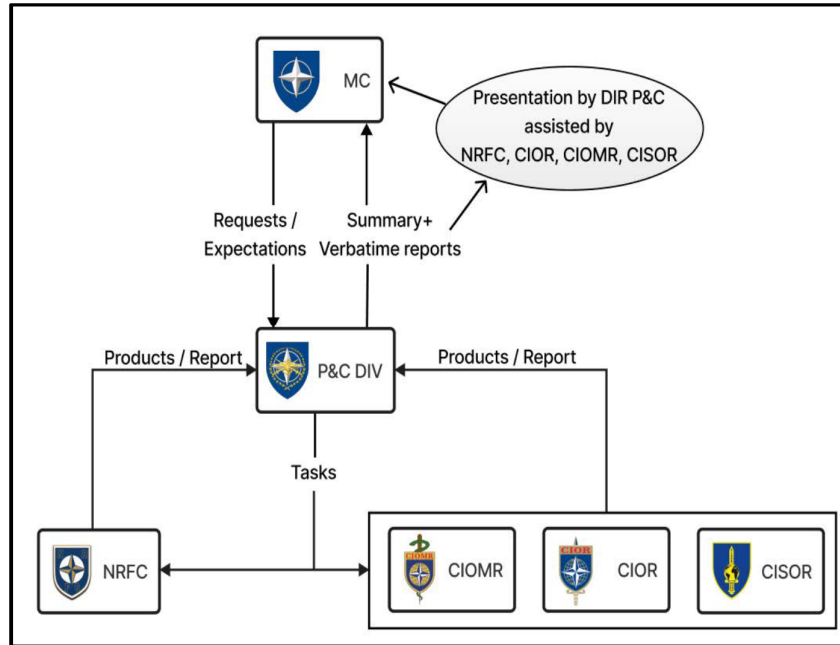 MC
Presentation by DIR P&C
assisted by
NRFC, CIOR, CIOMR, CISOR
Requests /
Expectations
Summary+
Verbatime reports
Products / Report
P&C DIV
Products / Report
Tasks
NRFC
CIOMR
CIOMR
CIOR
CIOR
CISOR